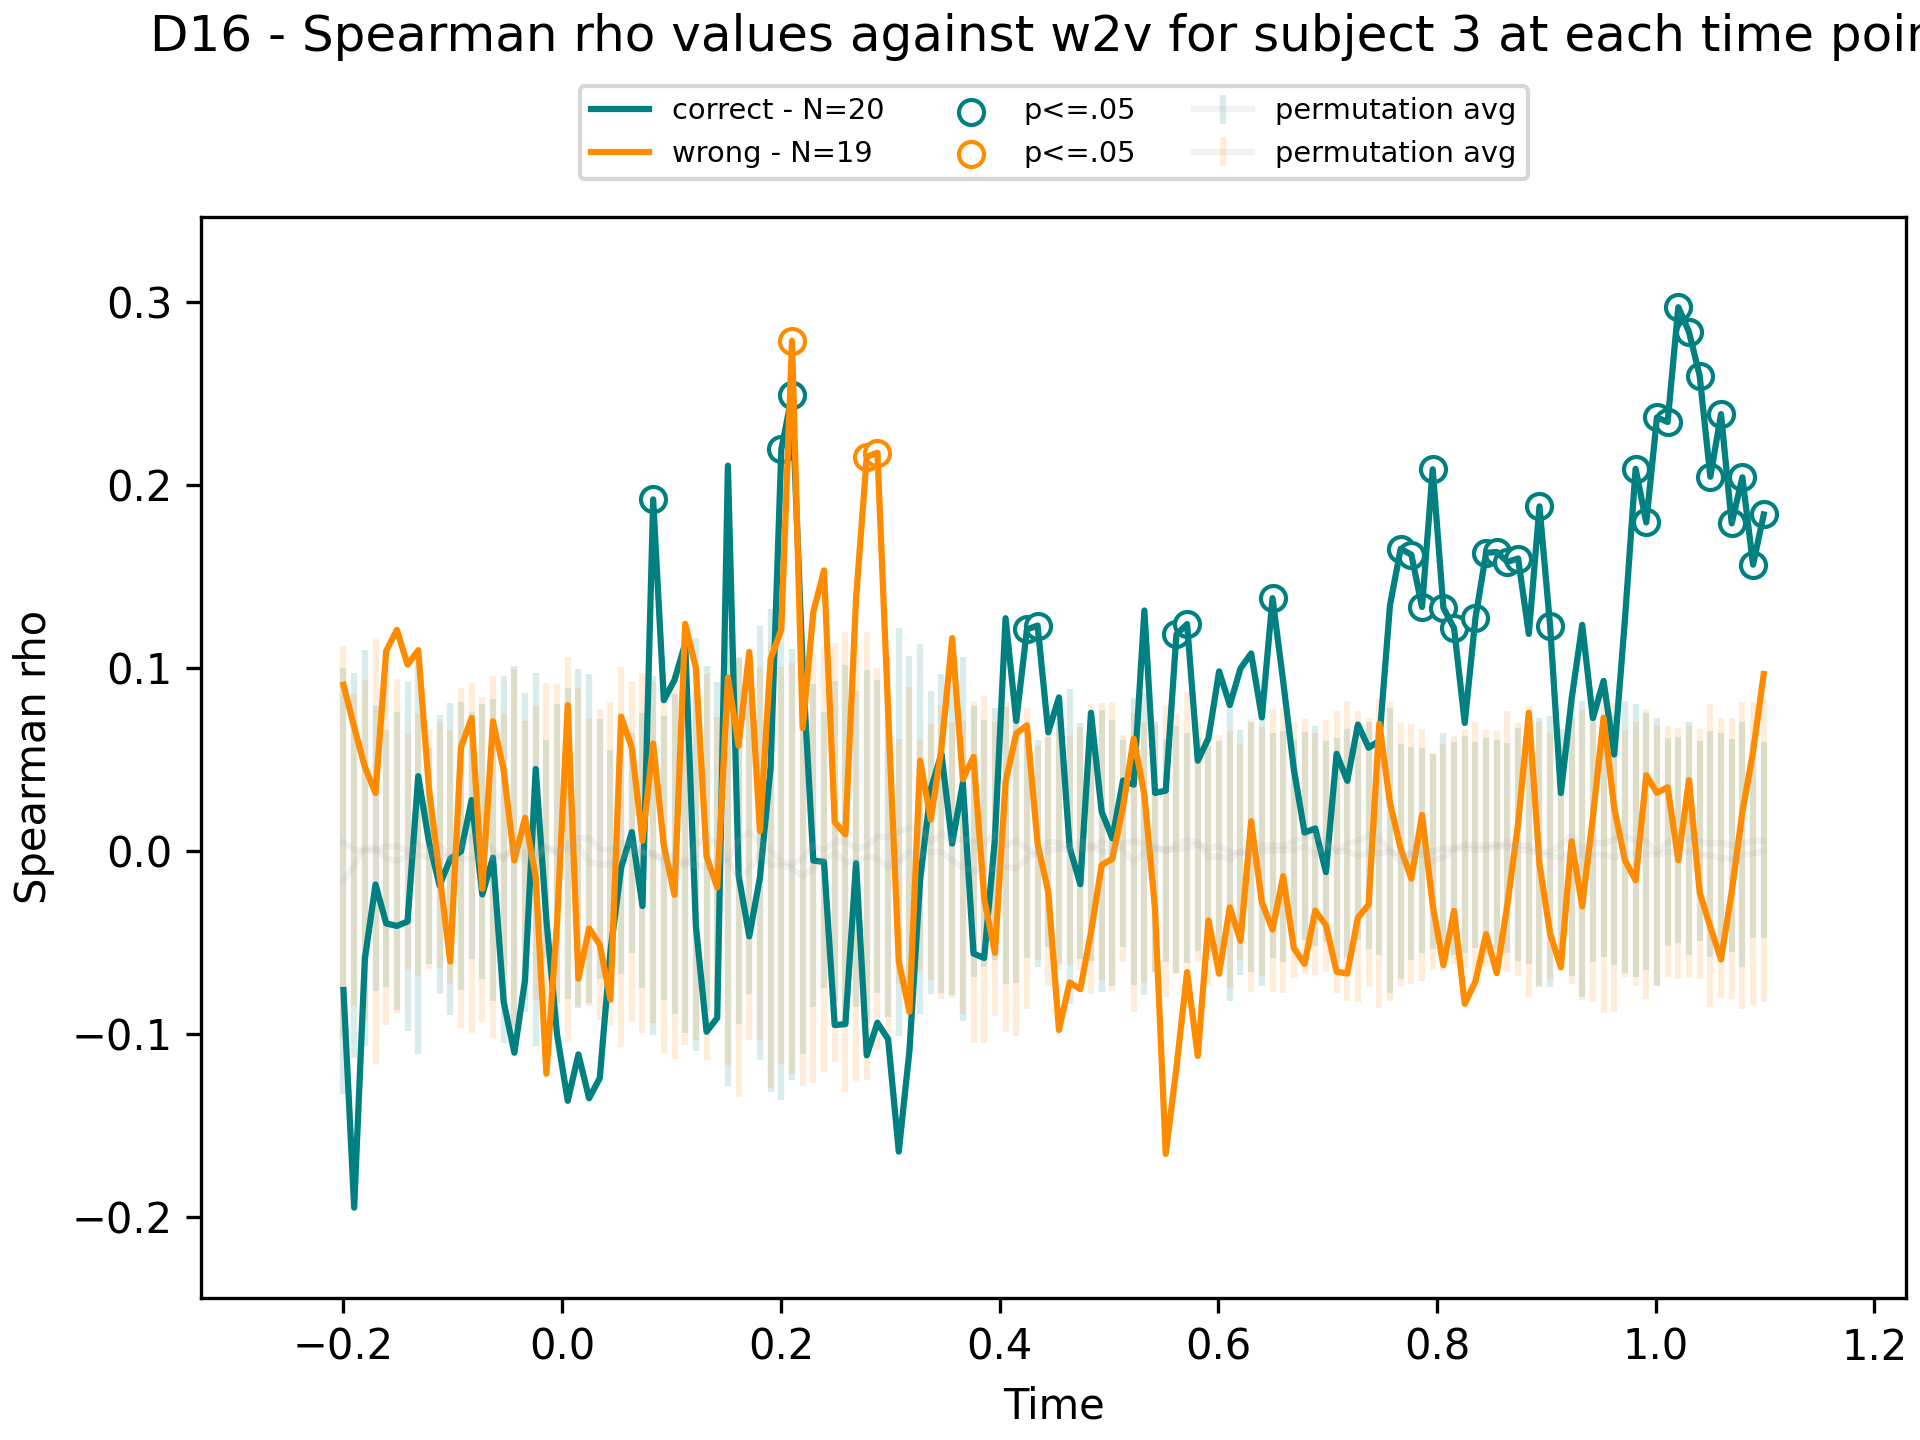 D16 - Spearman rho values against w2v for subject 3 at each time poin
correct - N=20
wrong - N=19
p<=.05
p<=.05
permutation avg
permutation avg
0.3
0.2
0.1
0.0
−0.1
−0.2
Spearman rho
−0.2 0.0 0.2 0.4 0.6 0.8 1.0 1.2
Time